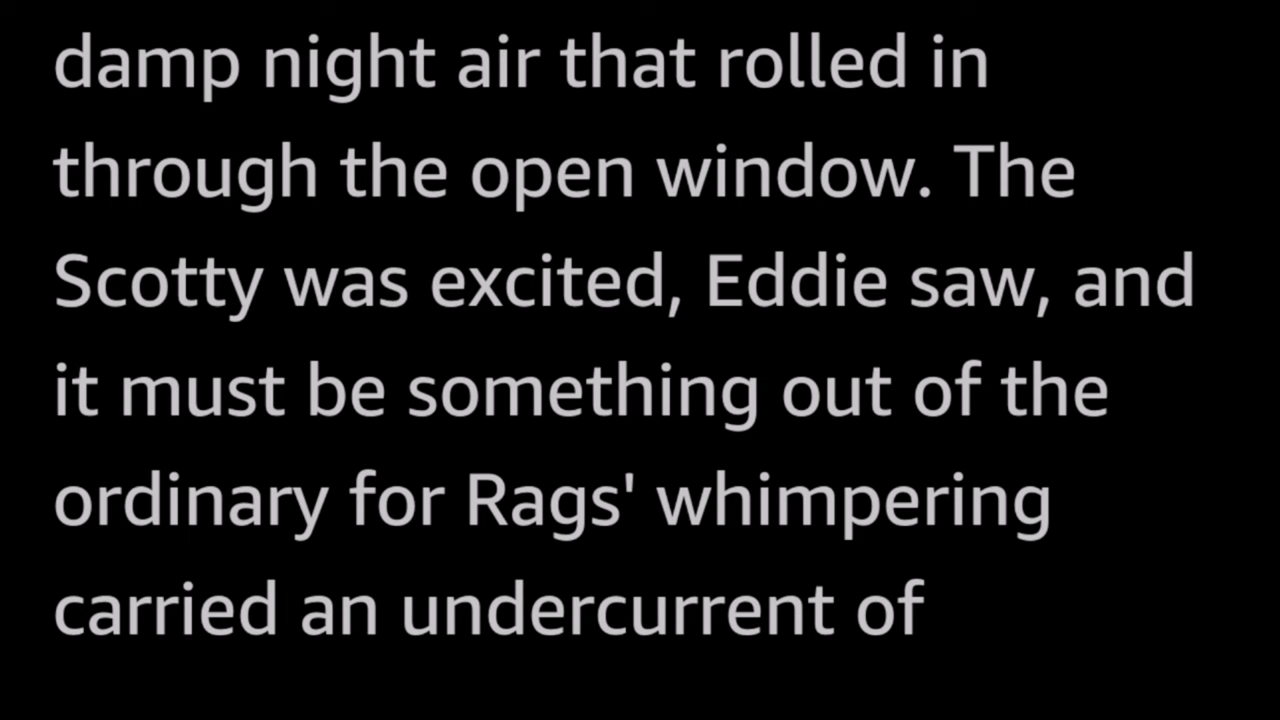 damp night air that rolled in
through the open window. The
Scotty was excited, Eddie saw, and
it must be something out of the
ordinary for Rags' whimpering
carried an undercurrent of